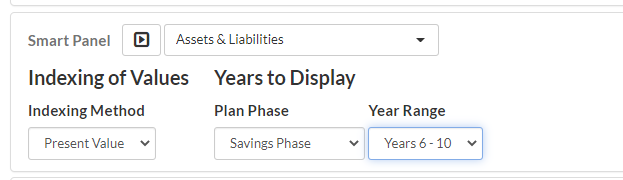 Smart Panel Assets & Liabilities
Indexing of Values Years to Display
Indexing Method Plan Phase Year Range
Present Value Savings Phase Years 6 - 10